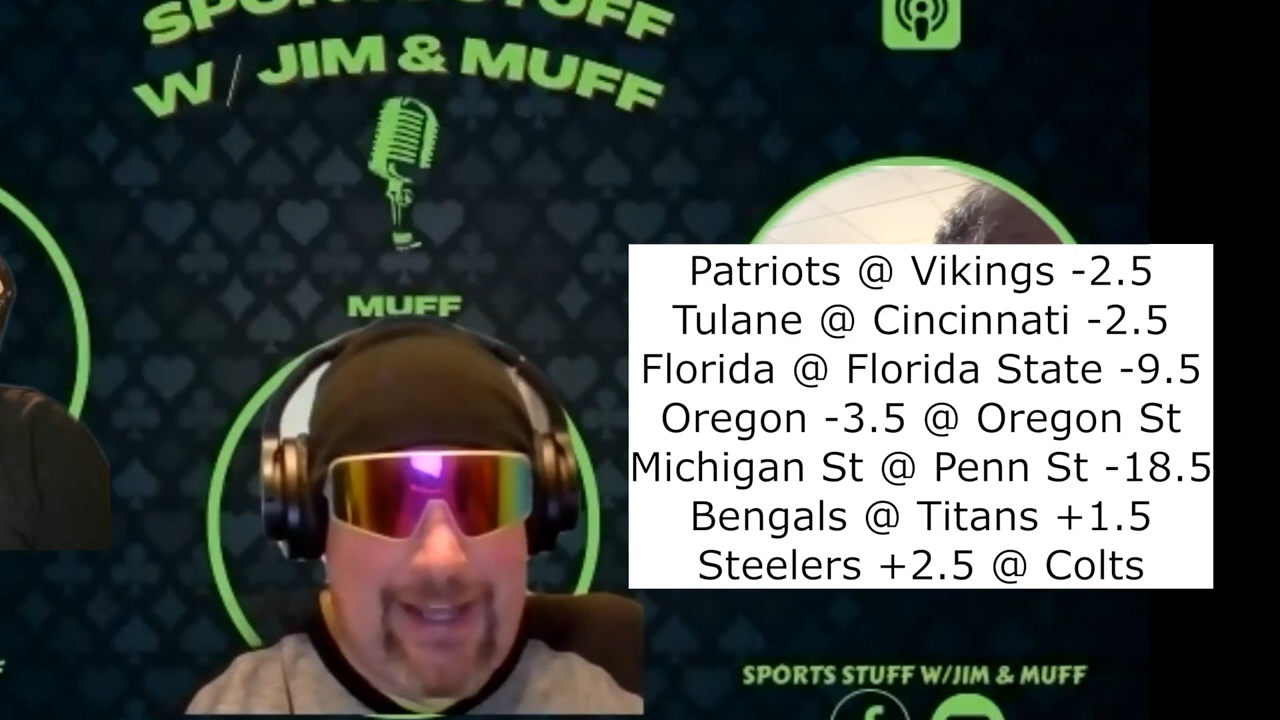 SPORTS STUFF
W/ JIM & MUFF
MUFF
Patriots @ Vikings -2.5
Tulane @ Cincinnati -2.5
Florida @ Florida State -9.5
Oregon -3.5 @ Oregon St
Michigan St @ Penn St -18.5
Bengals @ Titans +1.5
Steelers +2.5 @ Colts
SPORTS STUFF W/JIM & MUFF